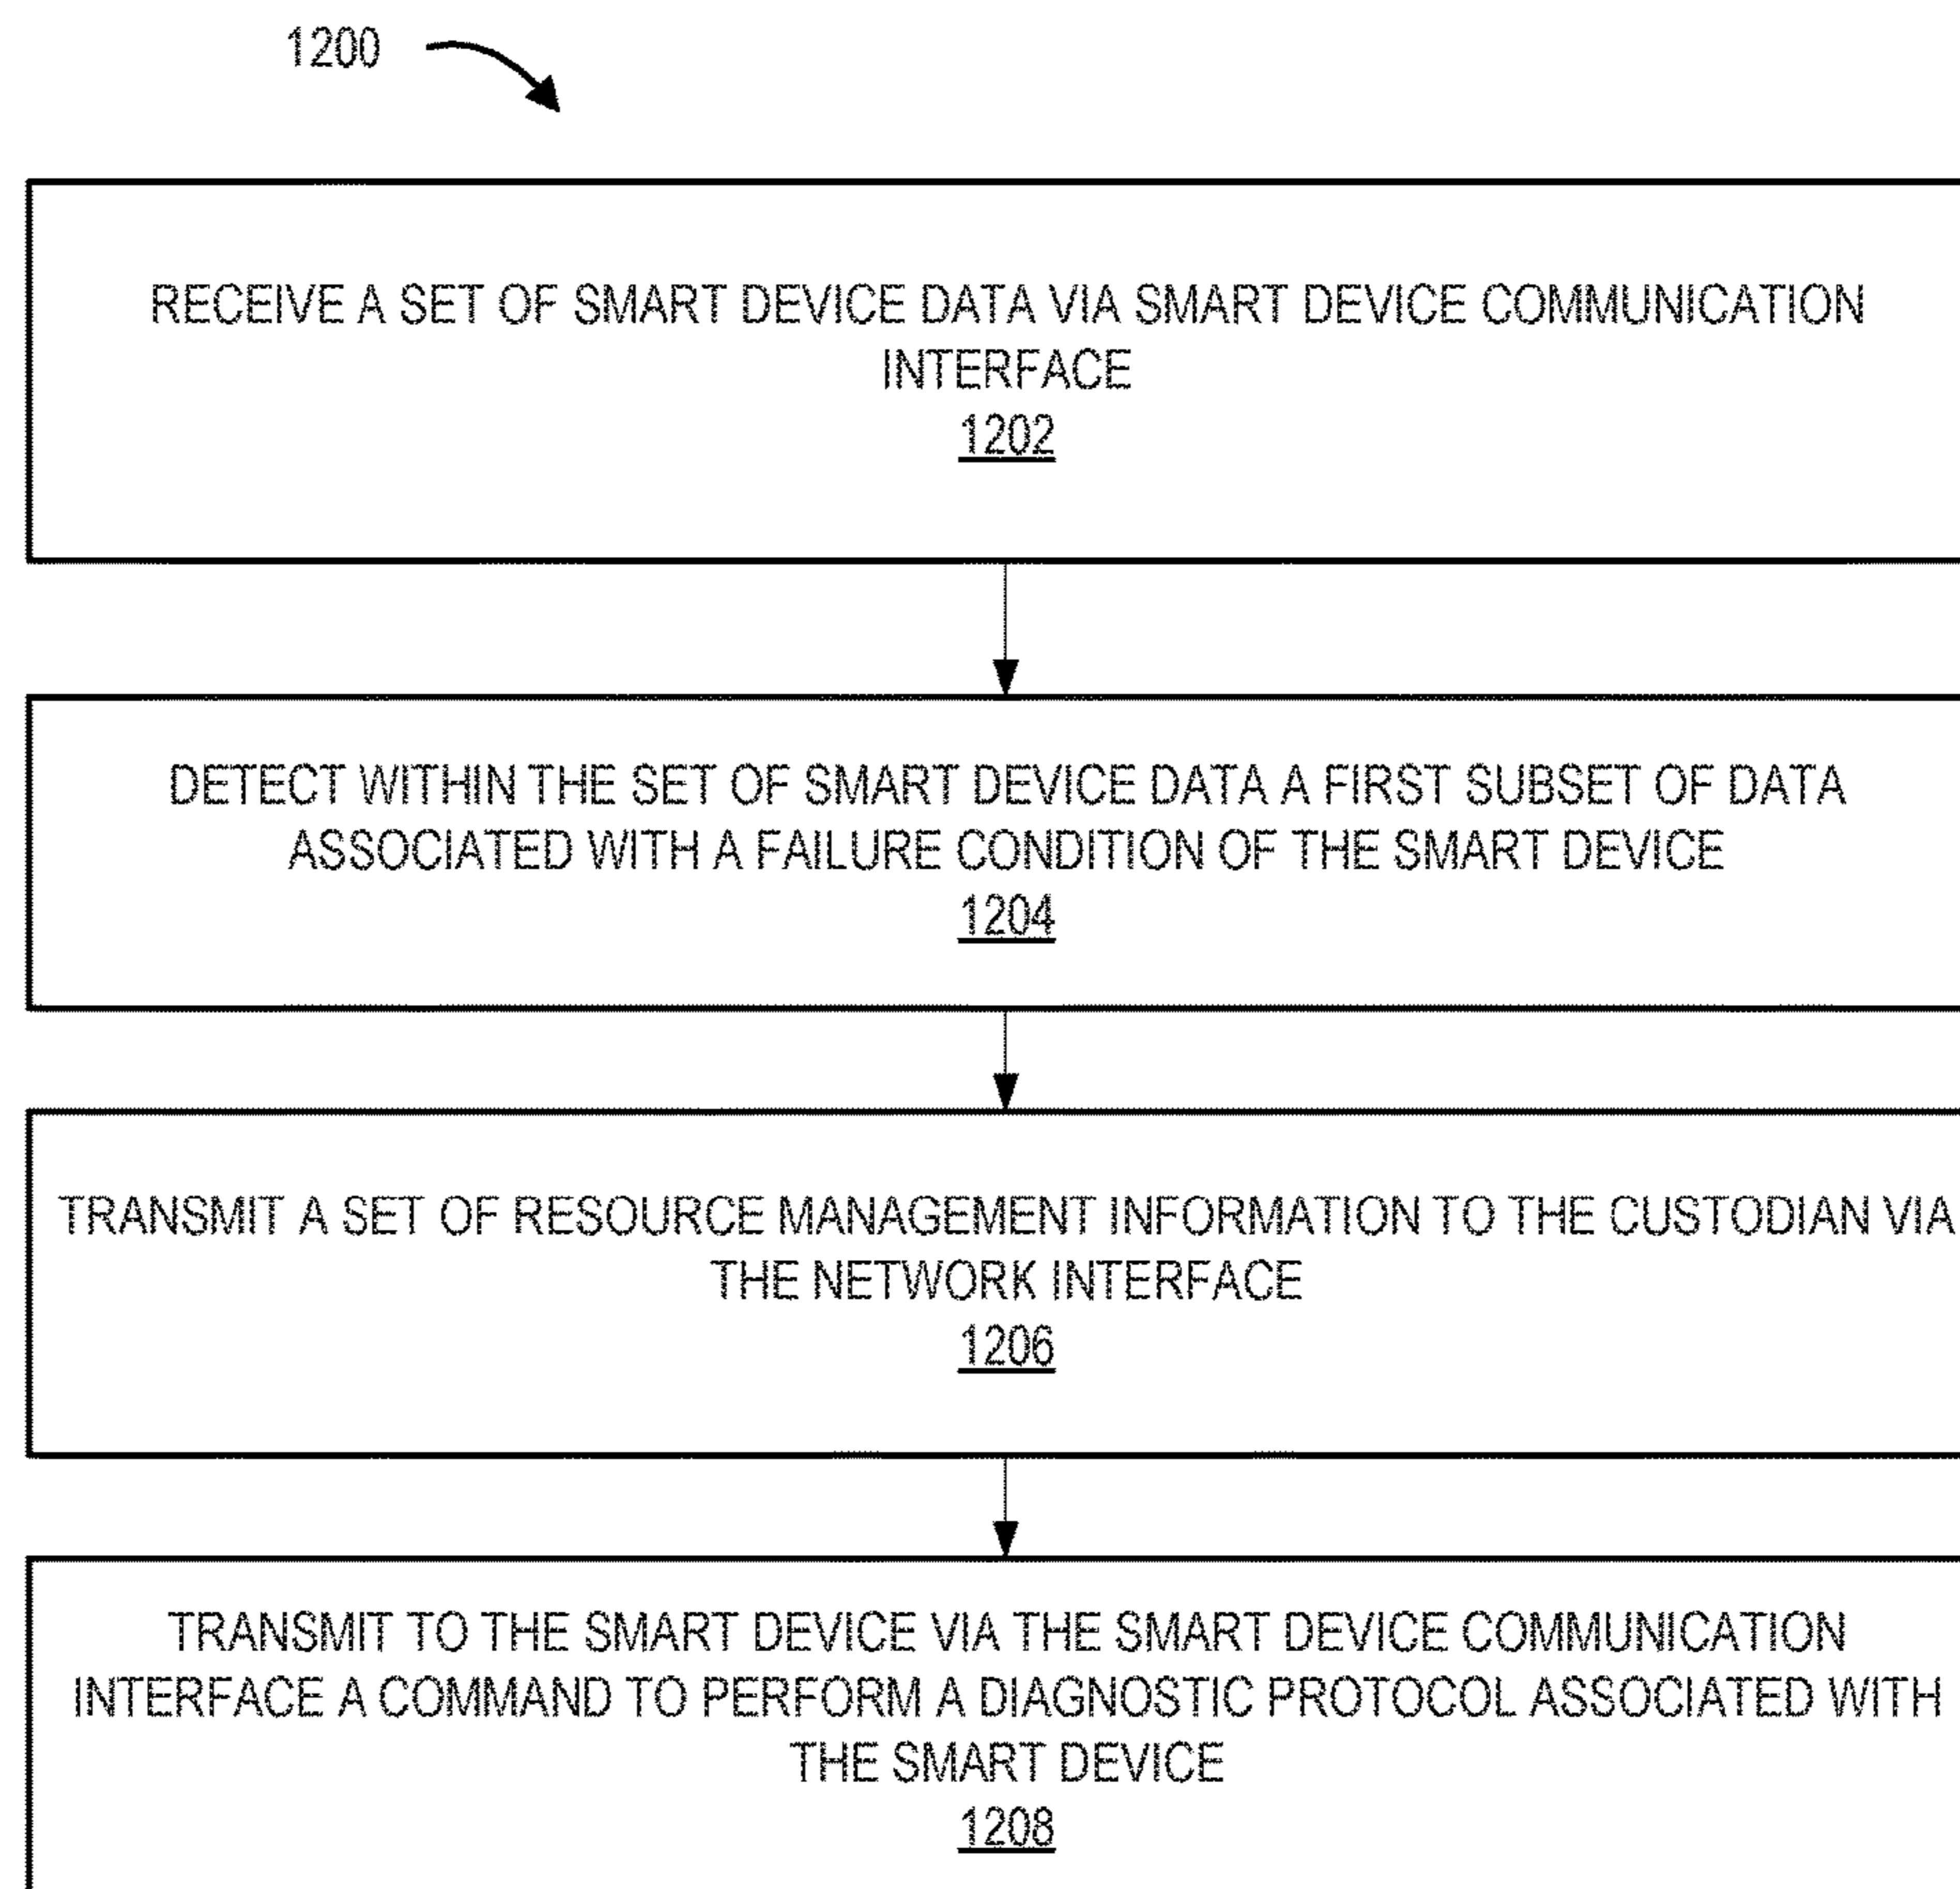 1200
RECEIVE A SET OF SMART DEVICE DATA VIA SMART DEVICE COMMUNICATION
INTERFACE
1202
DETECT WITHIN THE SET OF SMART DEVICE DATA A FIRST SUBSET OF DATA
ASSOCIATED WITH A FAILURE CONDITION OF THE SMART DEVICE
1204
TRANSMIT A SET OF RESOURCE MANAGEMENT INFORMATION TO THE CUSTODIAN VIA
THE NETWORK INTERFACE
1206
TRANSMIT TO THE SMART DEVICE VIA THE SMART DEVICE COMMUNICATION
INTERFACE A COMMAND TO PERFORM A DIAGNOSTIC PROTOCOL ASSOCIATED WITH
THE SMART DEVICE
1208